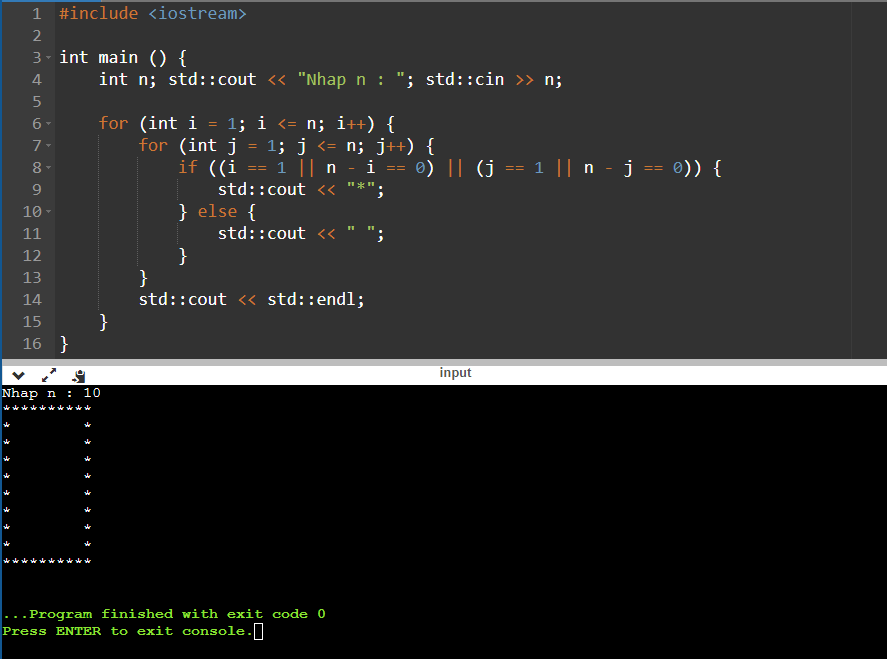 1 #include <iostream>
2
3 int main () {
4     int n; std::cout << "Nhap n : "; std::cin >> n;
5
6     for (int i = 1; i <= n; i++) {
7         for (int j = 1; j <= n; j++) {
8             if ((i == 1 || n - i == 0) || (j == 1 || n - j == 0)) {
9                 std::cout << "*";
10             } else {
11                 std::cout << " ";
12             }
13         }
14         std::cout << std::endl;
15     }
16 }
input
Nhap n : 10
**********
*        *
*        *
*        *
*        *
*        *
*        *
*        *
*        *
**********
...Program finished with exit code 0
Press ENTER to exit console.